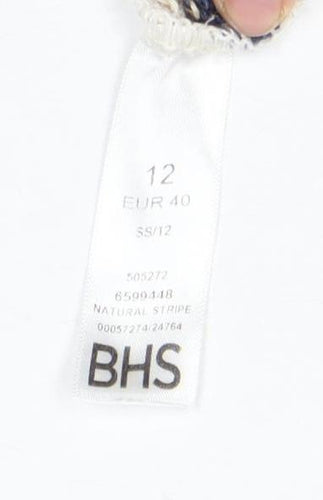 12
EUR 40
SS/12
505272
6599448
NATURAL STRIPE
00057274/24764
BHS